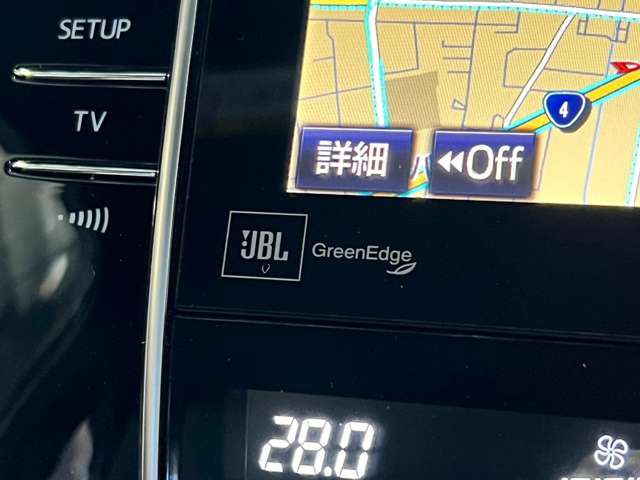 SETUP
TV
4
詳細
Off
JBL
GreenEdge
28.0